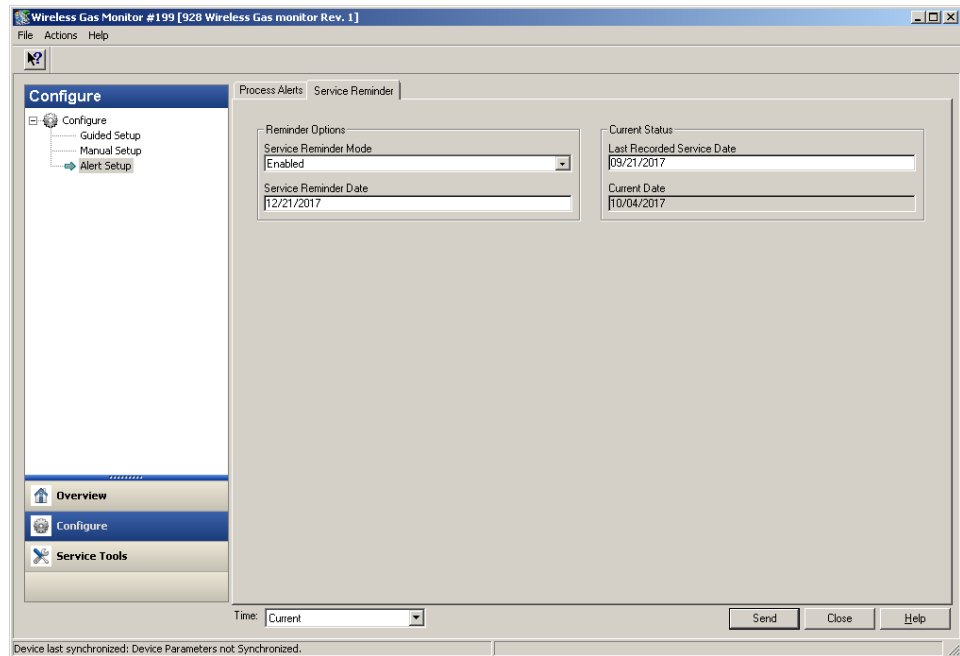 Wireless Gas Monitor #199 [928 Wireless Gas monitor Rev. 1]
File Actions Help
Configure
Configure
Guided Setup
Manual Setup
Alert Setup
Overview
Configure
Service Tools
Process Alerts Service Reminder
Reminder Options
Service Reminder Mode
Enabled
Service Reminder Date
12/21/2017
Current Status
Last Recorded Service Date
09/21/2017
Current Date
10/04/2017
Time: Current Send Close Help
Device last synchronized: Device Parameters not Synchronized.